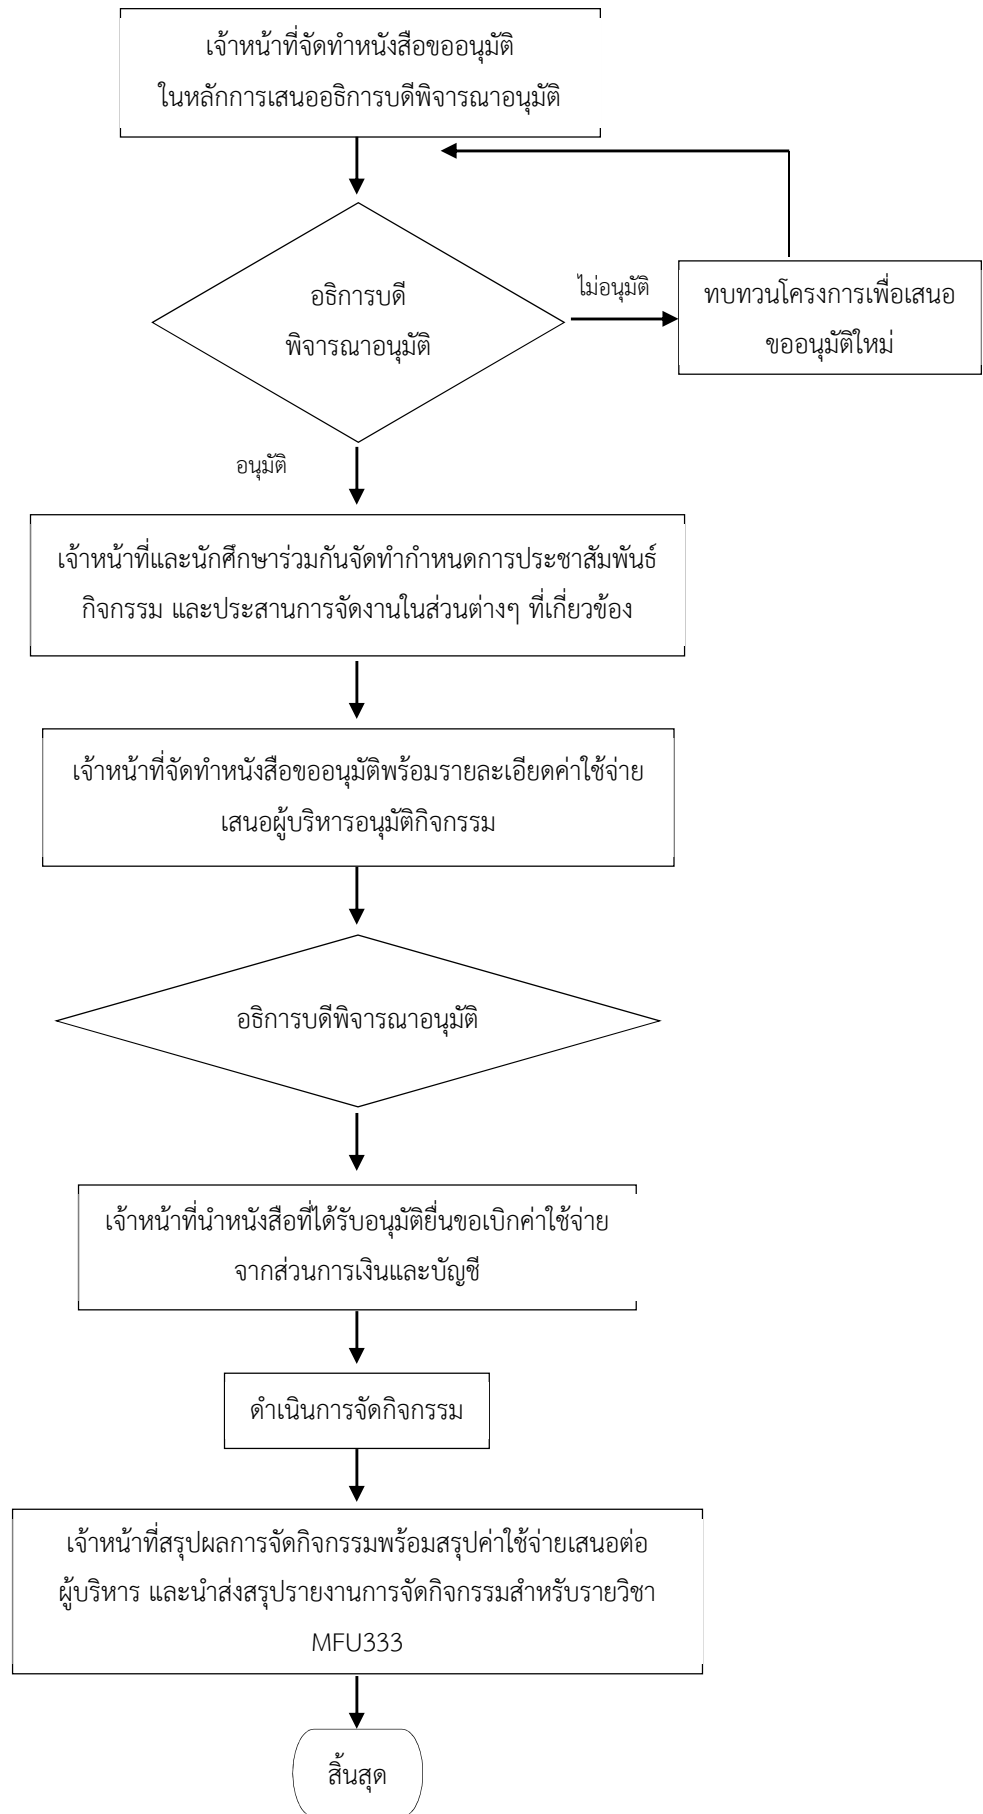 เจ้าหน้าที่จัดทำหนังสือขออนุมัติ
ในหลักการเสนออธิการบดีพิจารณาอนุมัติ
อธิการบดี
พิจารณาอนุมัติ
ไม่อนุมัติ
ทบทวนโครงการเพื่อเสนอ
ขออนุมัติใหม่
อนุมัติ
เจ้าหน้าที่และนักศึกษาร่วมกันจัดทำกำหนดการประชาสัมพันธ์
กิจกรรม และประสานการจัดงานในส่วนต่างๆ ที่เกี่ยวข้อง
เจ้าหน้าที่จัดทำหนังสือขออนุมัติพร้อมรายละเอียดค่าใช้จ่าย
เสนอผู้บริหารอนุมัติกิจกรรม
อธิการบดีพิจารณาอนุมัติ
เจ้าหน้าที่นำหนังสือที่ได้รับอนุมัติยื่นขอเบิกค่าใช้จ่าย
จากส่วนการเงินและบัญชี
ดำเนินการจัดกิจกรรม
เจ้าหน้าที่สรุปผลการจัดกิจกรรมพร้อมสรุปค่าใช้จ่ายเสนอต่อ
ผู้บริหาร และนำส่งสรุปรายงานการจัดกิจกรรมสำหรับรายวิชา
MFU333
สิ้นสุด